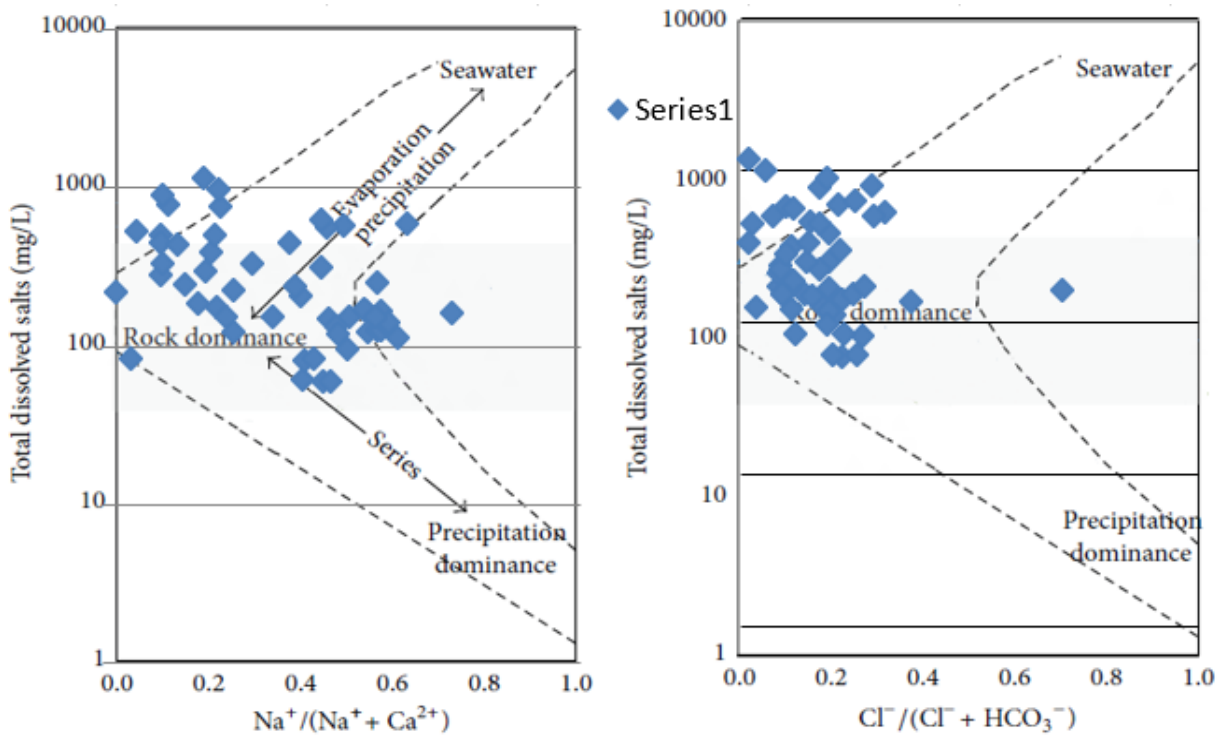 10000
1000
100
10
1
Total dissolved salts (mg/L)
Seawater
Evaporation
precipitation
Rock dominance
Series
Precipitation
dominance
0.0 0.2 0.4 0.6 0.8 1.0
Na⁺/(Na⁺ + Ca²⁺)
Series1
10000
1000
100
10
1
Total dissolved salts (mg/L)
Seawater
Rock dominance
Precipitation
dominance
0.0 0.2 0.4 0.6 0.8 1.0
Cl⁻/(Cl⁻ + HCO₃⁻)